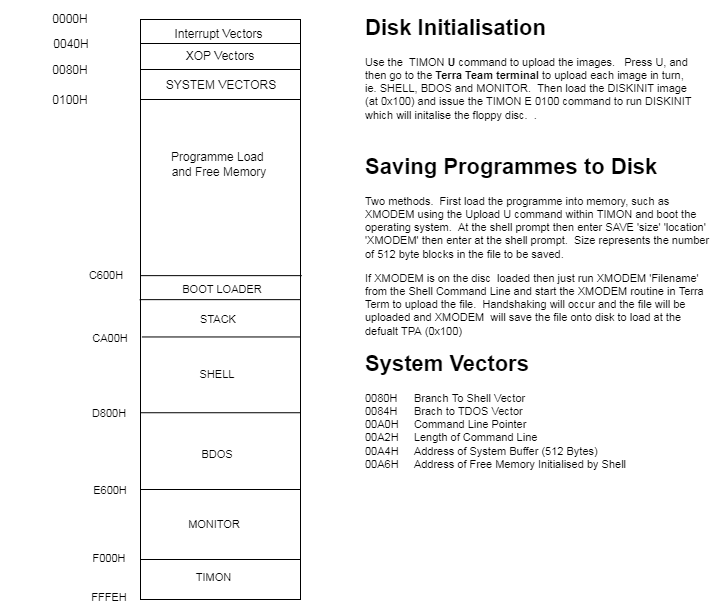 0000H
Interrupt Vectors
0040H
XOP Vectors
0080H
SYSTEM VECTORS
0100H
Programme Load
and Free Memory
C600H
BOOT LOADER
STACK
CA00H
SHELL
D800H
BDOS
E600H
MONITOR
F000H
TIMON
FFFEH
Disk Initialisation
Use the TIMON U command to upload the images. Press U, and
then go to the Terra Team terminal to upload each image in turn,
ie. SHELL, BDOS and MONITOR. Then load the DISKINIT image
(at 0x100) and issue the TIMON E 0100 command to run DISKINIT
which will initalise the floppy disc. .
Saving Programmes to Disk
Two methods. First load the programme into memory, such as
XMODEM using the Upload U command within TIMON and boot the
operating system. At the shell prompt then enter SAVE 'size' 'location'
'XMODEM' then enter at the shell prompt. Size represents the number
of 512 byte blocks in the file to be saved.
If XMODEM is on the disc loaded then just run XMODEM 'Filename'
from the Shell Command Line and start the XMODEM routine in Terra
Term to upload the file. Handshaking will occur and the file will be
uploaded and XMODEM will save the file onto disk to load at the
defualt TPA (0x100)
System Vectors
0080H Branch To Shell Vector
0084H Brach to TDOS Vector
00A0H Command Line Pointer
00A2H Length of Command Line
00A4H Address of System Buffer (512 Bytes)
00A6H Address of Free Memory Initialised by Shell